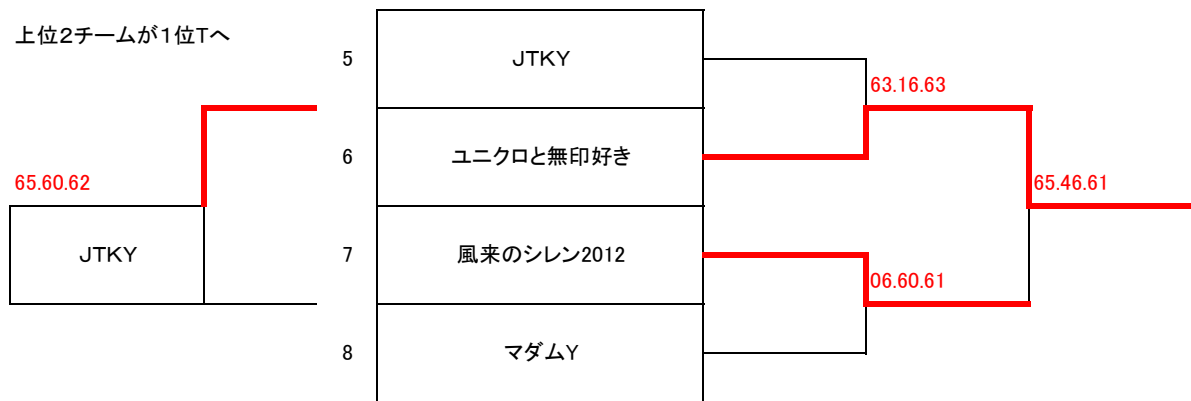 上位2チームが1位Tへ
5
JTKY
63.16.63
6
ユニクロと無印好き
65.60.62
65.46.61
JTKY
7
風来のシレン2012
06.60.61
8
マダムY